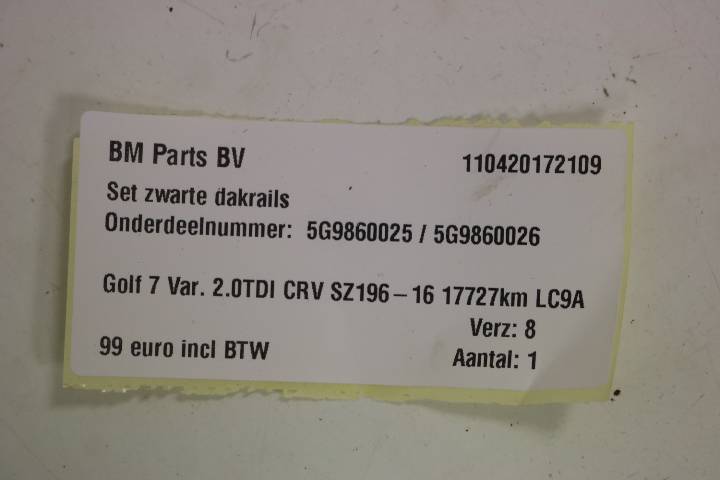 BM Parts BV 110420172109
Set zwarte dakrails
Onderdeelnummer: 5G9860025 / 5G9860026
Golf 7 Var. 2.0TDI CRV SZ196 – 16 17727km LC9A
Verz: 8
99 euro incl BTW Aantal: 1